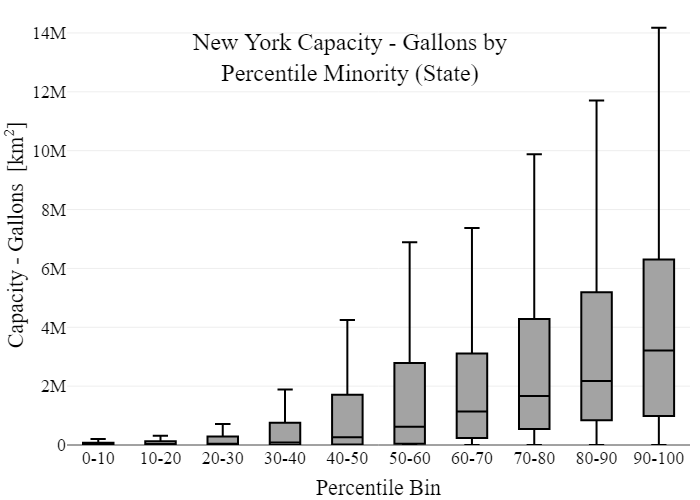 New York Capacity - Gallons by
Percentile Minority (State)
Capacity - Gallons [km²]
14M
12M
10M
8M
6M
4M
2M
0
0-10 10-20 20-30 30-40 40-50 50-60 60-70 70-80 80-90 90-100
Percentile Bin